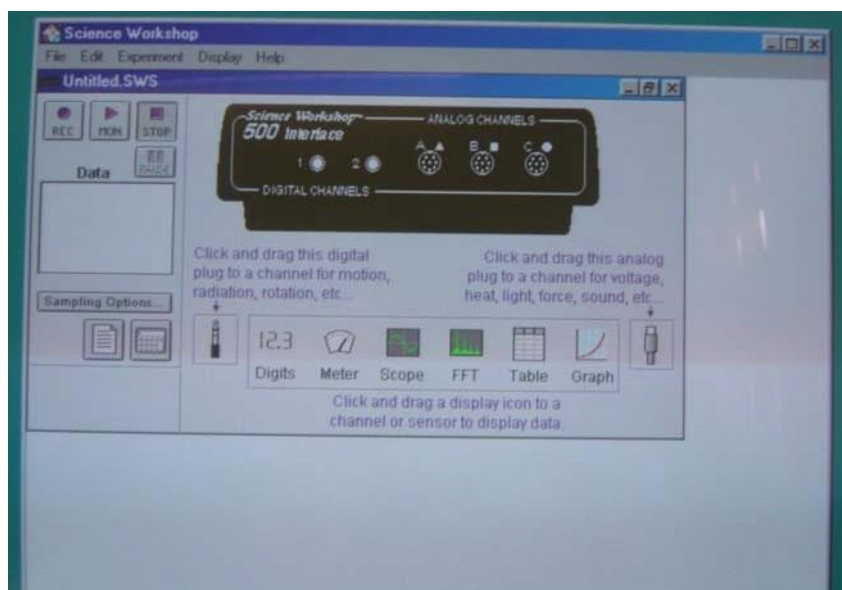 Science Workshop
File Edit Experiment Display Help
Untitled.SWS
REC MON STOP
PAUSE
Data
Sampling Options...
Science Workshop
500 Interface
ANALOG CHANNELS
A B C
1 2
DIGITAL CHANNELS
Click and drag this digital
plug to a channel for motion,
radiation, rotation, etc...
Click and drag this analog
plug to a channel for voltage,
heat, light, force, sound, etc...
12.3
Digits Meter Scope FFT Table Graph
Click and drag a display icon to a
channel or sensor to display data.